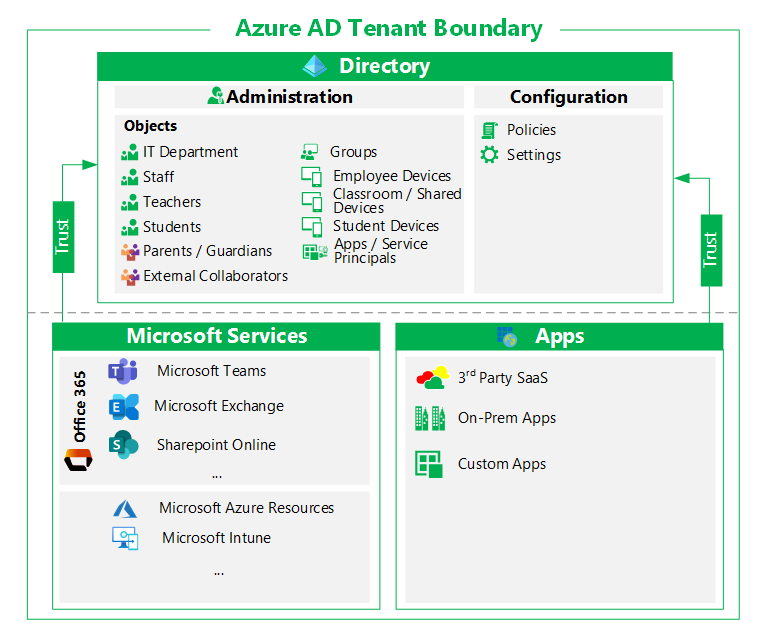 Azure AD Tenant Boundary
Directory
Administration
Configuration
Objects
IT Department
Staff
Teachers
Students
Parents / Guardians
External Collaborators
Groups
Employee Devices
Classroom / Shared
Devices
Student Devices
Apps / Service
Principals
Policies
Settings
Trust
Trust
Microsoft Services
Office 365
Microsoft Teams
Microsoft Exchange
Sharepoint Online
...
Microsoft Azure Resources
Microsoft Intune
...
Apps
3rd Party SaaS
On-Prem Apps
Custom Apps